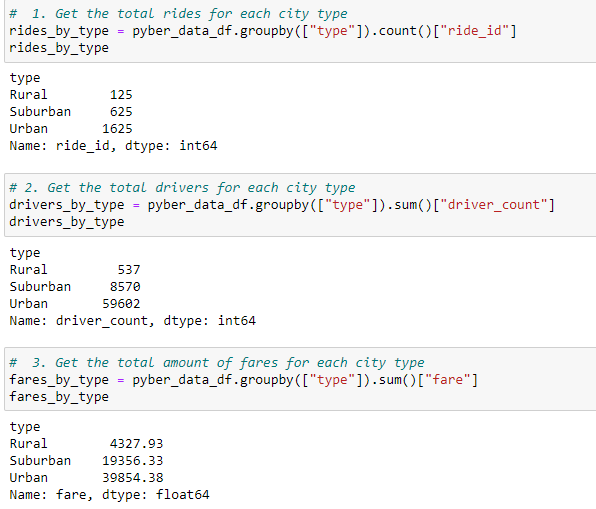 #  1. Get the total rides for each city type
rides_by_type = pyber_data_df.groupby(["type"]).count()["ride_id"]
rides_by_type
type
Rural        125
Suburban     625
Urban       1625
Name: ride_id, dtype: int64
# 2. Get the total drivers for each city type
drivers_by_type = pyber_data_df.groupby(["type"]).sum()["driver_count"]
drivers_by_type
type
Rural         537
Suburban     8570
Urban       59602
Name: driver_count, dtype: int64
#  3. Get the total amount of fares for each city type
fares_by_type = pyber_data_df.groupby(["type"]).sum()["fare"]
fares_by_type
type
Rural        4327.93
Suburban    19356.33
Urban       39854.38
Name: fare, dtype: float64